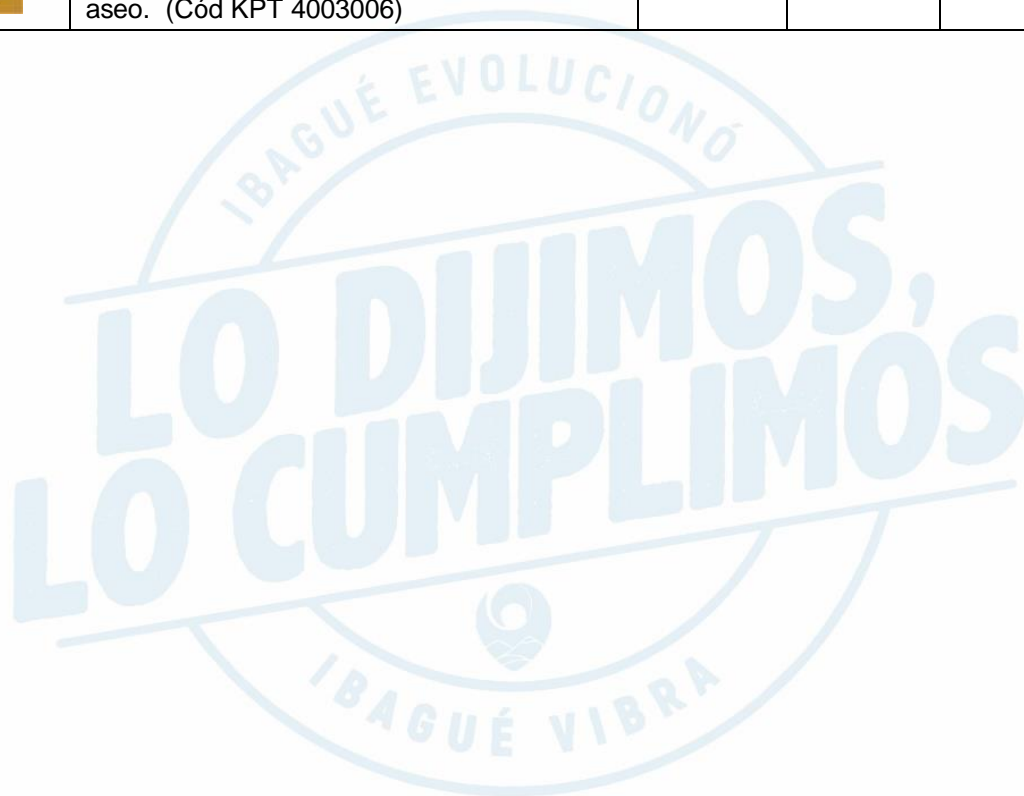 aseo. (Cód KPT 4003006)
IBAGUÉ EVOLUCIONÓ
LO DIJIMOS,
LO CUMPLIMOS
IBAGUÉ VIBRA